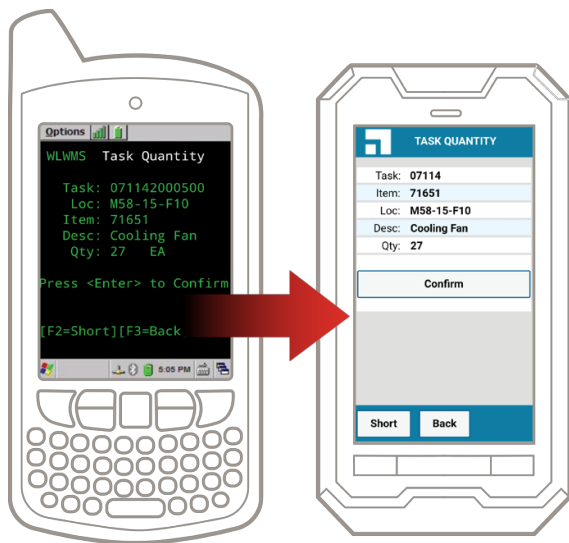 Options
WLWMS Task Quantity
Task: 071142000500
Loc: M58-15-F10
Item: 71651
Desc: Cooling Fan
Qty: 27 EA
Press <Enter> to Confirm
[F2=Short][F3=Back
5:05 PM
TASK QUANTITY
Task: 07114
Item: 71651
Loc: M58-15-F10
Desc: Cooling Fan
Qty: 27
Confirm
Short Back